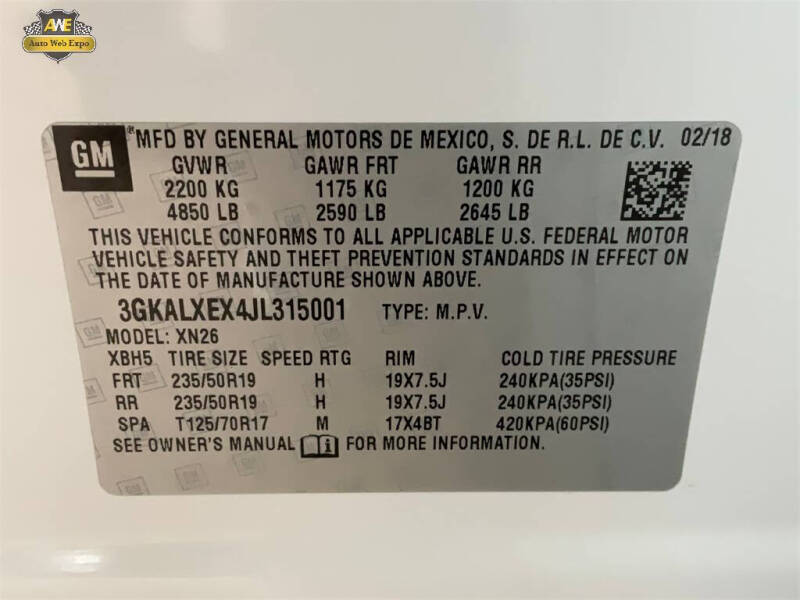 AWE
Auto Web Expo
GM ® MFD BY GENERAL MOTORS DE MEXICO, S. DE R.L. DE C.V. 02/18
GVWR GAWR FRT GAWR RR
2200 KG 1175 KG 1200 KG
4850 LB 2590 LB 2645 LB
THIS VEHICLE CONFORMS TO ALL APPLICABLE U.S. FEDERAL MOTOR
VEHICLE SAFETY AND THEFT PREVENTION STANDARDS IN EFFECT ON
THE DATE OF MANUFACTURE SHOWN ABOVE.
3GKALXEX4JL315001 TYPE: M.P.V.
MODEL: XN26
XBH5 TIRE SIZE SPEED RTG RIM COLD TIRE PRESSURE
FRT 235/50R19 H 19X7.5J 240KPA(35PSI)
RR 235/50R19 H 19X7.5J 240KPA(35PSI)
SPA T125/70R17 M 17X4BT 420KPA(60PSI)
SEE OWNER'S MANUAL FOR MORE INFORMATION.